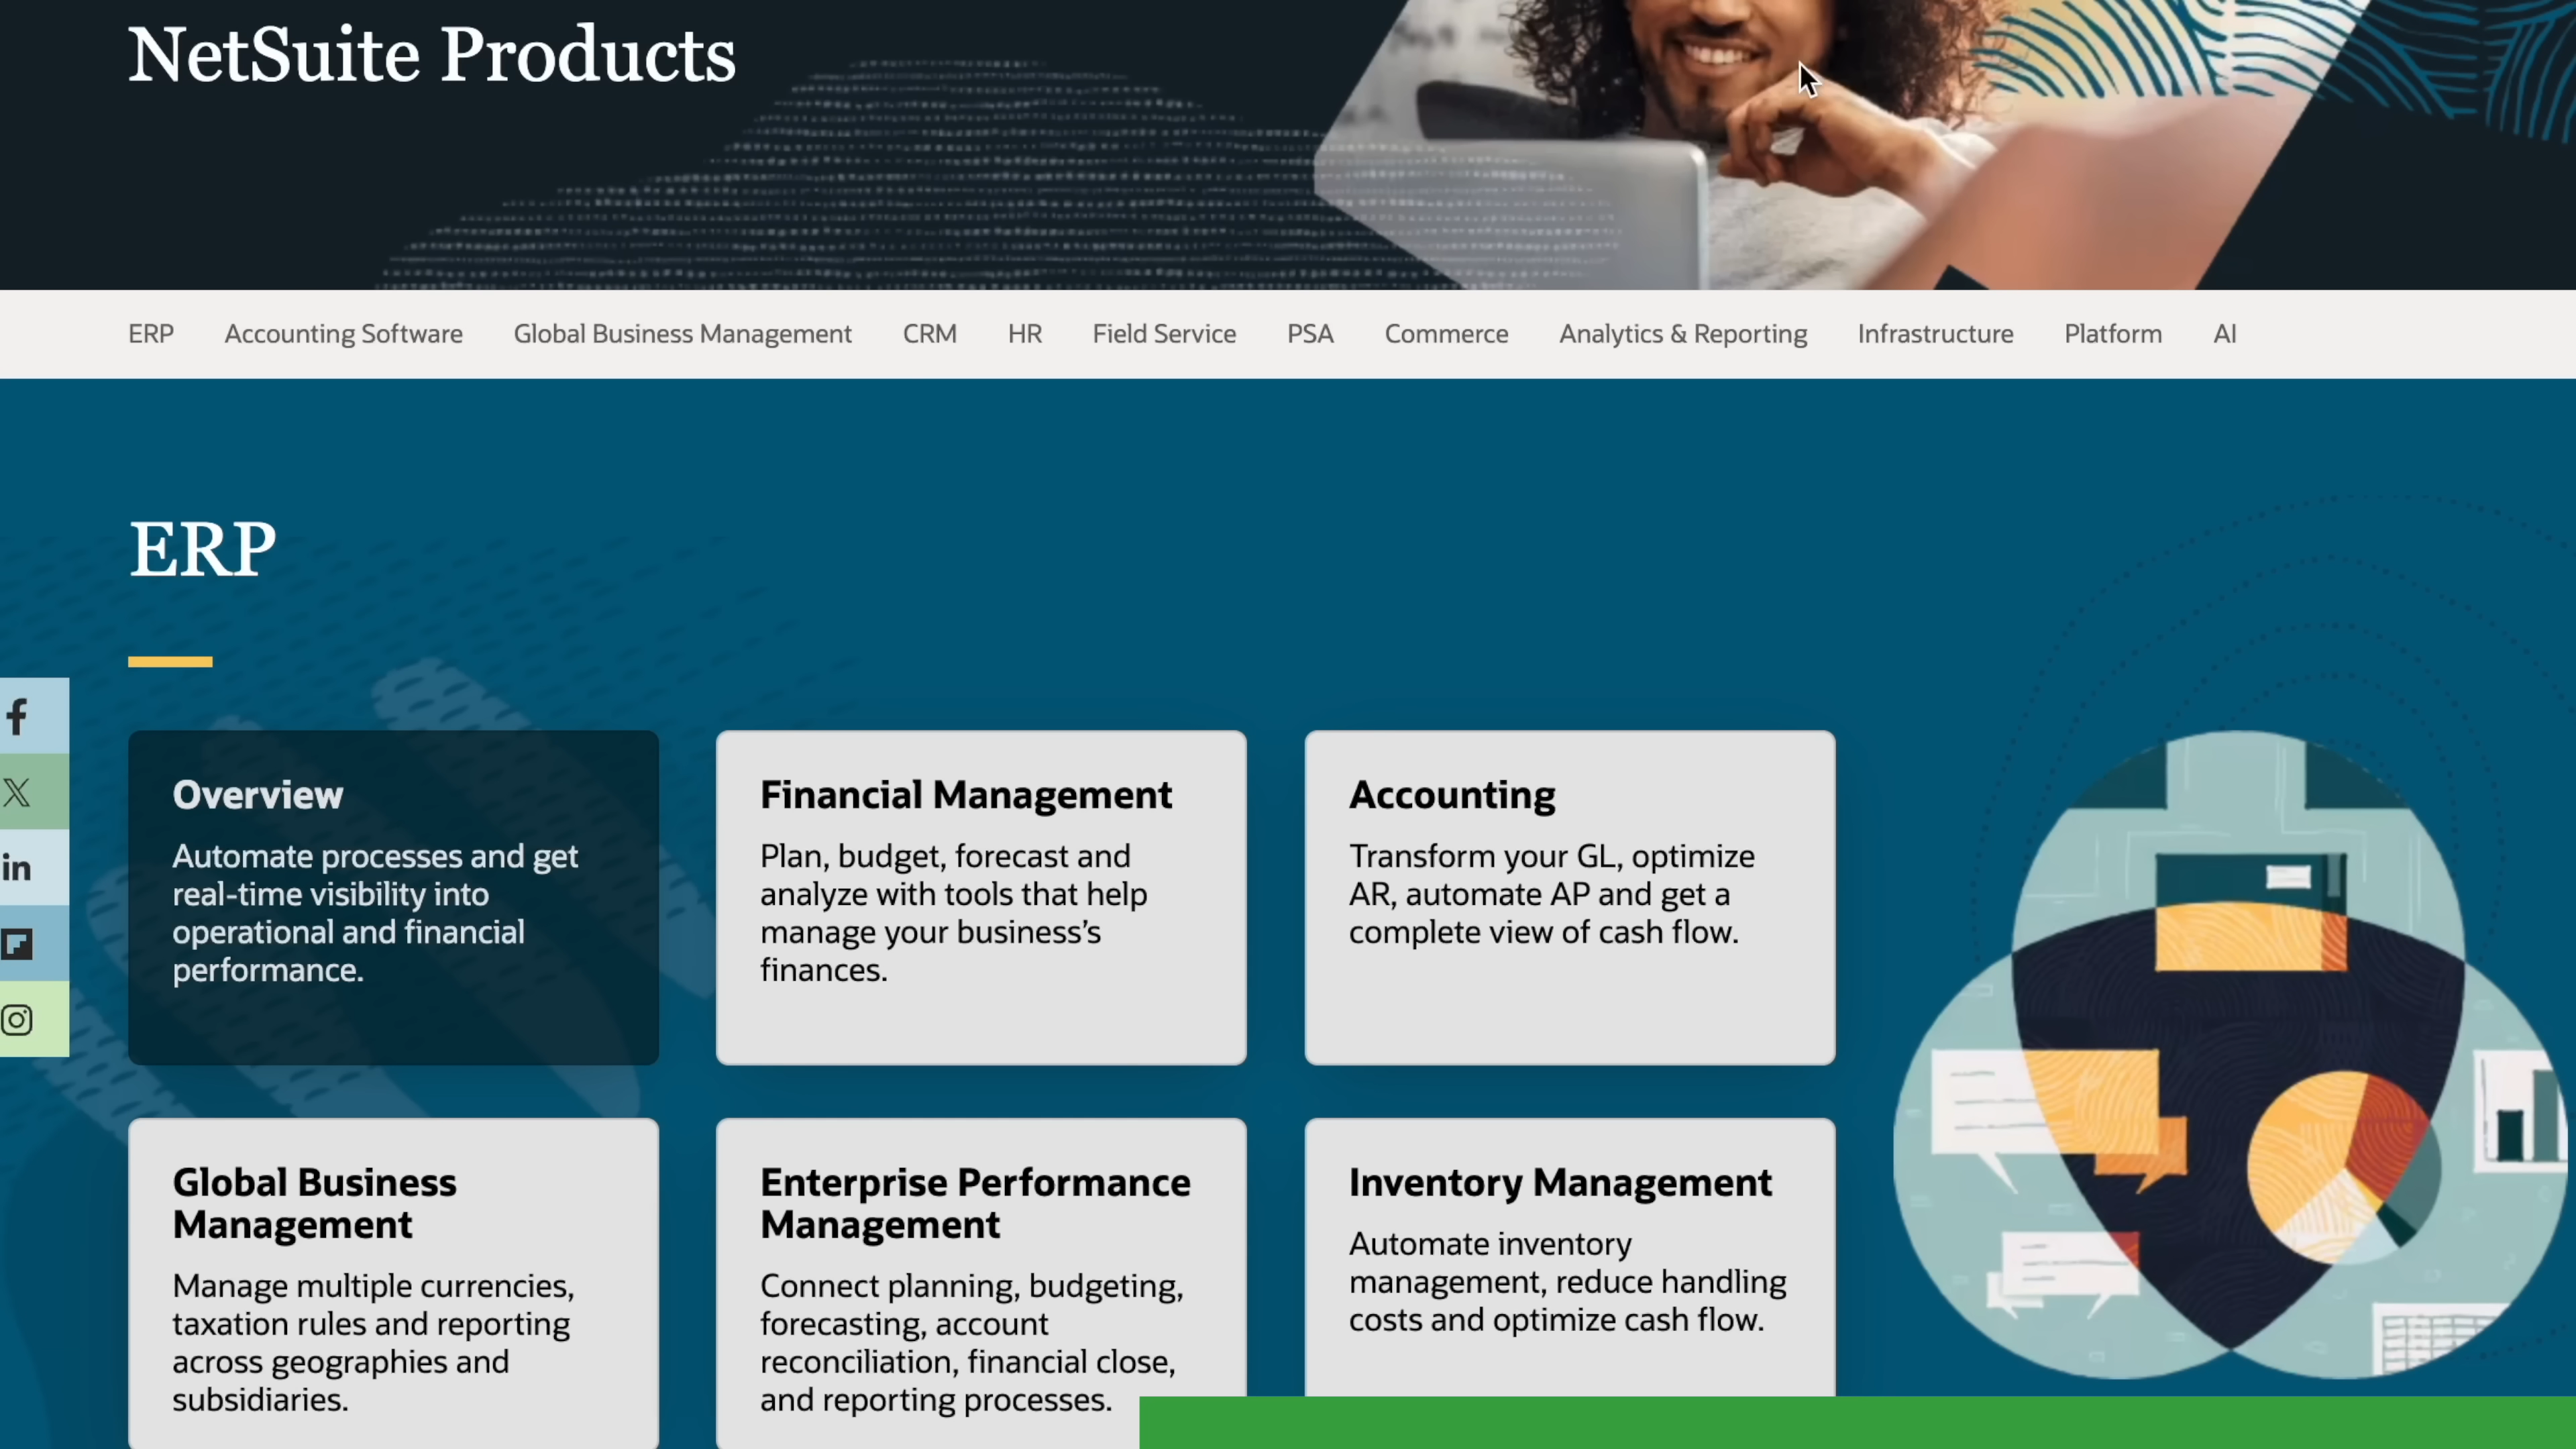 NetSuite Products
ERP Accounting Software Global Business Management CRM HR Field Service PSA Commerce Analytics & Reporting Infrastructure Platform AI
ERP
Overview
Automate processes and get
real-time visibility into
operational and financial
performance.
Financial Management
Plan, budget, forecast and
analyze with tools that help
manage your business’s
finances.
Accounting
Transform your GL, optimize
AR, automate AP and get a
complete view of cash flow.
Global Business
Management
Manage multiple currencies,
taxation rules and reporting
across geographies and
subsidiaries.
Enterprise Performance
Management
Connect planning, budgeting,
forecasting, account
reconciliation, financial close,
and reporting processes.
Inventory Management
Automate inventory
management, reduce handling
costs and optimize cash flow.